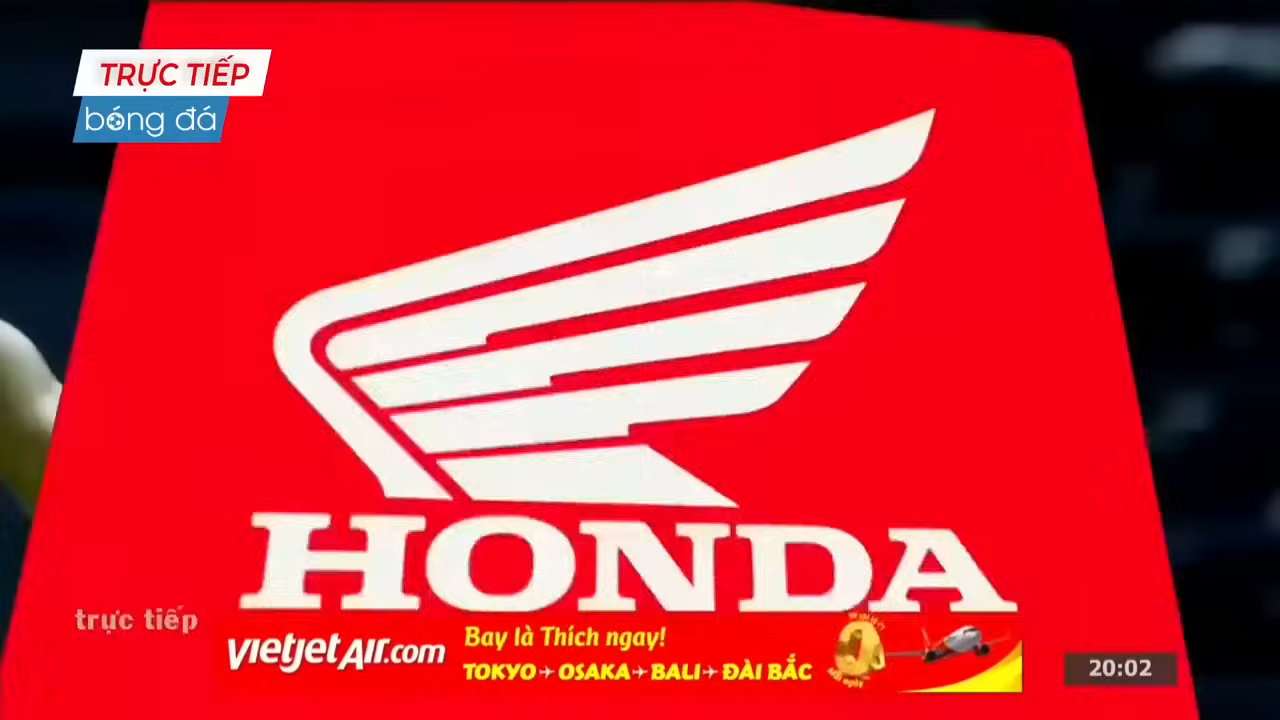 TRỰC TIẾP
bóng đá
HONDA
trực tiếp
vietjetAir.com
Bay là Thích ngay!
TOKYO OSAKA BALI ĐÀI BẮC
20:02